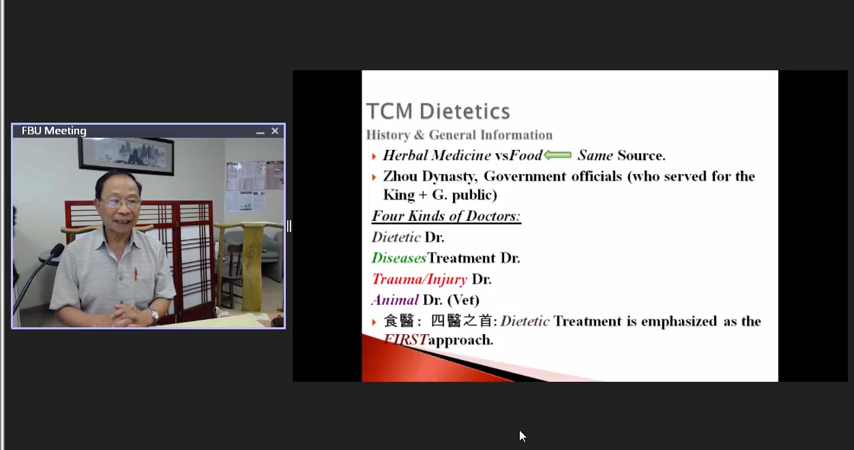 FBU Meeting
TCM Dietetics
History & General Information
Herbal Medicine vsFood Same Source.
Zhou Dynasty, Government officials (who served for the
King + G. public)
Four Kinds of Doctors:
Dietetic Dr.
DiseasesTreatment Dr.
Trauma/Injury Dr.
Animal Dr. (Vet)
食醫: 四醫之首: Dietetic Treatment is emphasized as the
FIRSTapproach.